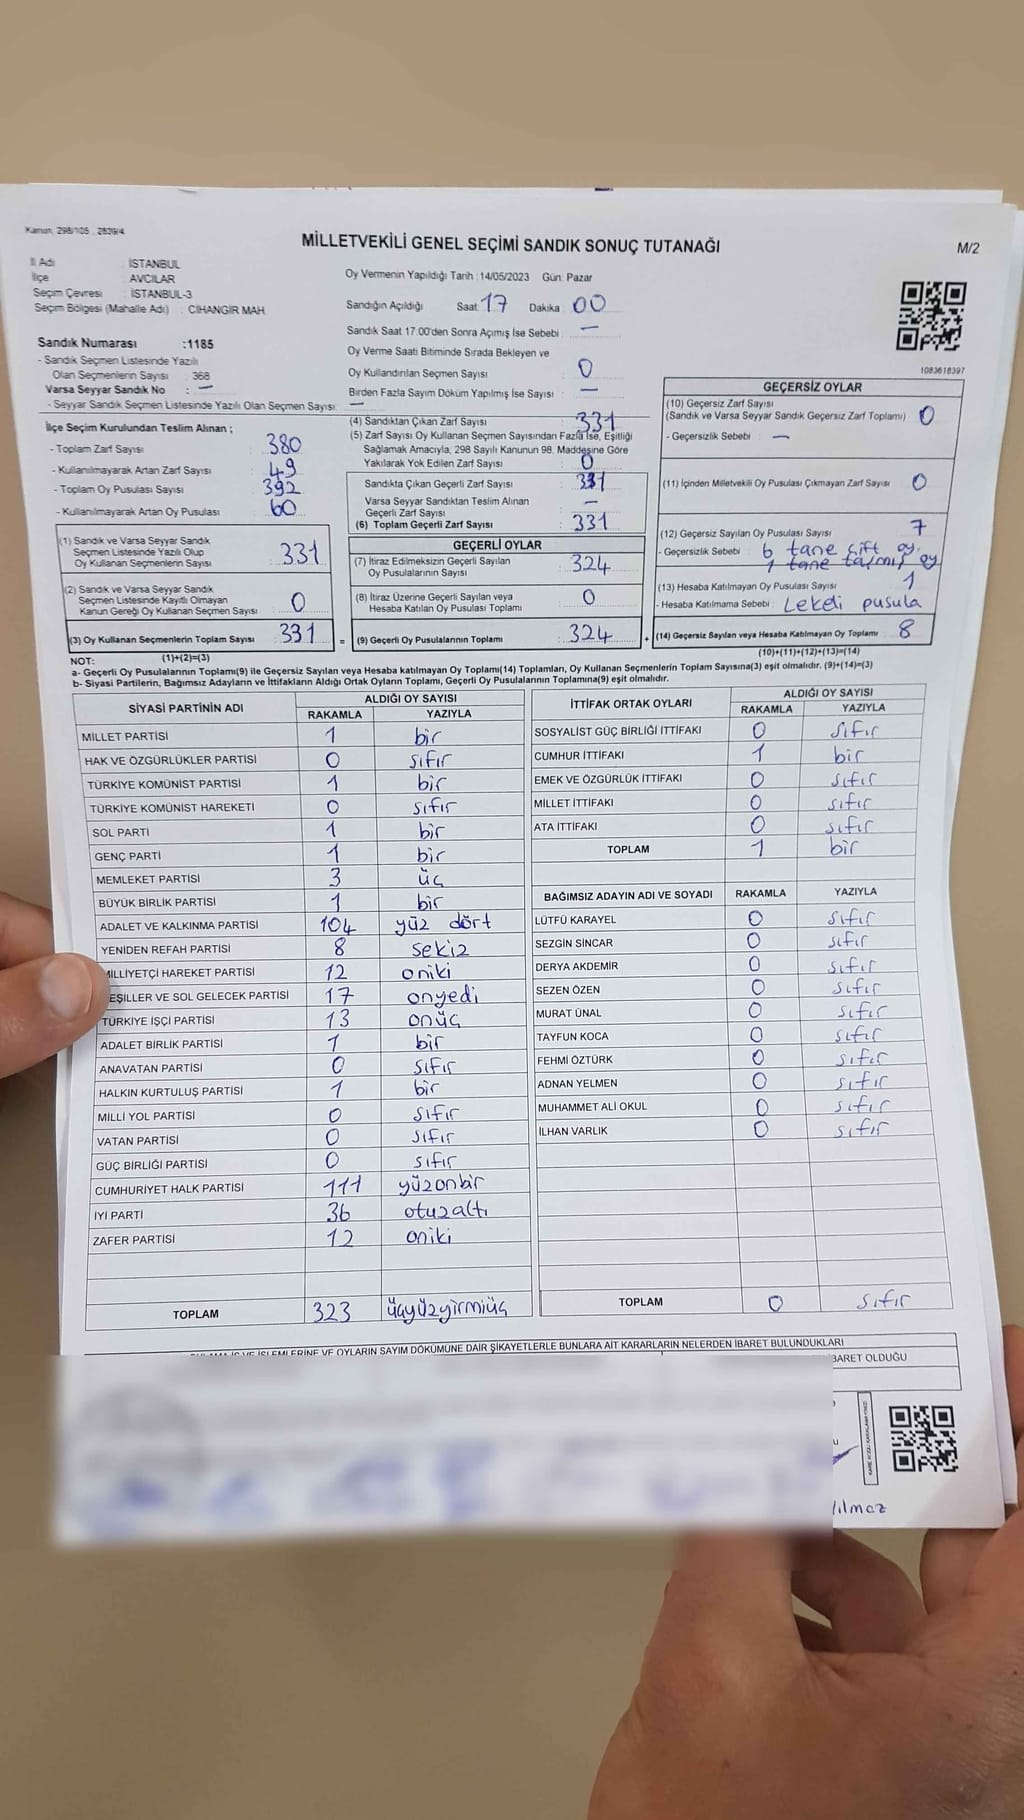 Kanun, 298/105 , 2839/4
MİLLETVEKİLİ GENEL SEÇİMİ SANDIK SONUÇ TUTANAĞI
M/2
İl Adı : İSTANBUL
İlçe : AVCILAR
Seçim Çevresi : İSTANBUL-3
Seçim Bölgesi (Mahalle Adı) : CİHANGİR MAH.
Sandık Numarası :1185
- Sandık Seçmen Listesinde Yazılı
Olan Seçmenlerin Sayısı : 368
Varsa Seyyar Sandık No : —
- Seyyar Sandık Seçmen Listesinde Yazılı Olan Seçmen Sayısı: —
İlçe Seçim Kurulundan Teslim Alınan ;
- Toplam Zarf Sayısı : 380
- Kullanılmayarak Artan Zarf Sayısı : 49
- Toplam Oy Pusulası Sayısı : 392
- Kullanılmayarak Artan Oy Pusulası : 60
(1) Sandık ve Varsa Seyyar Sandık
Seçmen Listesinde Yazılı Olup
Oy Kullanan Seçmenlerin Sayısı : 331
(2) Sandık ve Varsa Seyyar Sandık
Seçmen Listesinde Kayıtlı Olmayan
Kanun Gereği Oy Kullanan Seçmen Sayısı : 0
(3) Oy Kullanan Seçmenlerin Toplam Sayısı : 331 =
Oy Vermenin Yapıldığı Tarih :14/05/2023 Gün: Pazar
Sandığın Açıldığı Saat: 17 Dakika : 00
Sandık Saat 17:00'den Sonra Açımış İse Sebebi : —
Oy Verme Saati Bitiminde Sırada Bekleyen ve
Oy Kullandırılan Seçmen Sayısı : 0
Birden Fazla Sayım Döküm Yapılmış İse Sayısı : —
(4) Sandıktan Çıkan Zarf Sayısı : 331
(5) Zarf Sayısı Oy Kullanan Seçmen Sayısından Fazla İse, Eşitliği
Sağlamak Amacıyla, 298 Sayılı Kanunun 98. Maddesine Göre
Yakılarak Yok Edilen Zarf Sayısı : 0
Sandıkta Çıkan Geçerli Zarf Sayısı : 331
Varsa Seyyar Sandıktan Teslim Alınan
Geçerli Zarf Sayısı : —
(6) Toplam Geçerli Zarf Sayısı : 331
GEÇERLİ OYLAR
(7) İtiraz Edilmeksizin Geçerli Sayılan
Oy Pusulalarının Sayısı : 324
(8) İtiraz Üzerine Geçerli Sayılan veya
Hesaba Katılan Oy Pusulası Toplamı : 0
(9) Geçerli Oy Pusulalarının Toplamı : 324 +
1083618397
GEÇERSİZ OYLAR
(10) Geçersiz Zarf Sayısı
(Sandık ve Varsa Seyyar Sandık Geçersiz Zarf Toplamı) : 0
- Geçersizlik Sebebi : —
(11) İçinden Milletvekili Oy Pusulası Çıkmayan Zarf Sayısı : 0
(12) Geçersiz Sayılan Oy Pusulası Sayısı : 7
- Geçersizlik Sebebi : 6 tane çift oy,
1 tane taşmış oy
(13) Hesaba Katılmayan Oy Pusulası Sayısı : 1
- Hesaba Katılmama Sebebi : Lekeli pusula
(14) Geçersiz Sayılan veya Hesaba Katılmayan Oy Toplamı : 8
NOT: (1)+(2)=(3) (10)+(11)+(12)+(13)=(14)
a- Geçerli Oy Pusulalarının Toplamı(9) ile Geçersiz Sayılan veya Hesaba katılmayan Oy Toplamı(14) Toplamları, Oy Kullanan Seçmenlerin Toplam Sayısına(3) eşit olmalıdır. (9)+(14)=(3)
b- Siyasi Partilerin, Bağımsız Adayların ve İttifakların Aldığı Ortak Oyların Toplamı, Geçerli Oy Pusulalarının Toplamına(9) eşit olmalıdır.
SİYASİ PARTİNİN ADI ALDIĞI OY SAYISI
RAKAMLA YAZIYLA
MİLLET PARTİSİ 1 bir
HAK VE ÖZGÜRLÜKLER PARTİSİ 0 sıfır
TÜRKİYE KOMÜNİST PARTİSİ 1 bir
TÜRKİYE KOMÜNİST HAREKETİ 0 sıfır
SOL PARTİ 1 bir
GENÇ PARTİ 1 bir
MEMLEKET PARTİSİ 3 üç
BÜYÜK BİRLİK PARTİSİ 1 bir
ADALET VE KALKINMA PARTİSİ 104 yüz dört
YENİDEN REFAH PARTİSİ 8 sekiz
MİLLİYETÇİ HAREKET PARTİSİ 12 oniki
EŞİLLER VE SOL GELECEK PARTİSİ 17 onyedi
TÜRKİYE İŞÇİ PARTİSİ 13 onüç
ADALET BİRLİK PARTİSİ 1 bir
ANAVATAN PARTİSİ 0 sıfır
HALKIN KURTULUŞ PARTİSİ 1 bir
MİLLİ YOL PARTİSİ 0 sıfır
VATAN PARTİSİ 0 sıfır
GÜÇ BİRLİĞİ PARTİSİ 0 sıfır
CUMHURİYET HALK PARTİSİ 111 yüzonbir
İYİ PARTİ 36 otuzaltı
ZAFER PARTİSİ 12 oniki
TOPLAM 323 üçyüzyirmiüç
İTTİFAK ORTAK OYLARI ALDIĞI OY SAYISI
RAKAMLA YAZIYLA
SOSYALİST GÜÇ BİRLİĞİ İTTİFAKI 0 sıfır
CUMHUR İTTİFAKI 1 bir
EMEK VE ÖZGÜRLÜK İTTİFAKI 0 sıfır
MİLLET İTTİFAKI 0 sıfır
ATA İTTİFAKI 0 sıfır
TOPLAM 1 bir
BAĞIMSIZ ADAYIN ADI VE SOYADI RAKAMLA YAZIYLA
LÜTFÜ KARAYEL 0 sıfır
SEZGİN SİNCAR 0 sıfır
DERYA AKDEMİR 0 sıfır
SEZEN ÖZEN 0 sıfır
MURAT ÜNAL 0 sıfır
TAYFUN KOCA 0 sıfır
FEHMİ ÖZTÜRK 0 sıfır
ADNAN YELMEN 0 sıfır
MUHAMMET ALİ OKUL 0 sıfır
İLHAN VARLIK 0 sıfır
TOPLAM 0 sıfır
İŞLEMLERİNE VE OYLARIN SAYIM DÖKÜMÜNE DAİR ŞİKAYETLERLE BUNLARA AİT KARARLARIN NELERDEN İBARET BULUNDUKLARI
BARET OLDUĞU
Yılmaz